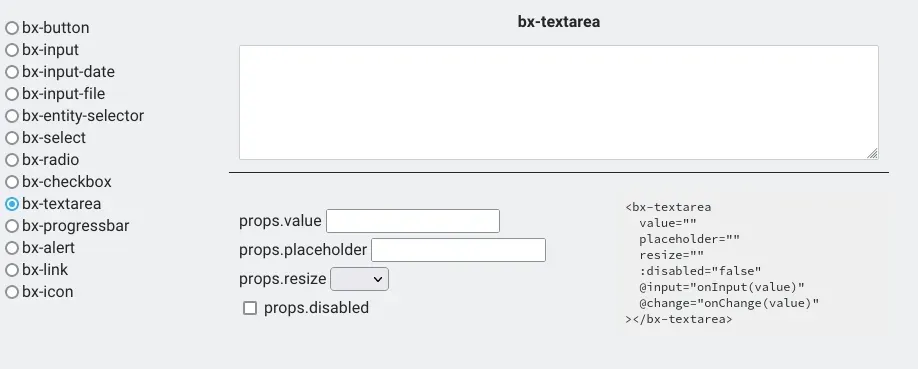 bx-button
bx-input
bx-input-date
bx-input-file
bx-entity-selector
bx-select
bx-radio
bx-checkbox
bx-textarea
bx-progressbar
bx-alert
bx-link
bx-icon
bx-textarea
props.value
props.placeholder
props.resize
props.disabled
<bx-textarea
value=""
placeholder=""
resize=""
:disabled="false"
@input="onInput(value)"
@change="onChange(value)"
></bx-textarea>